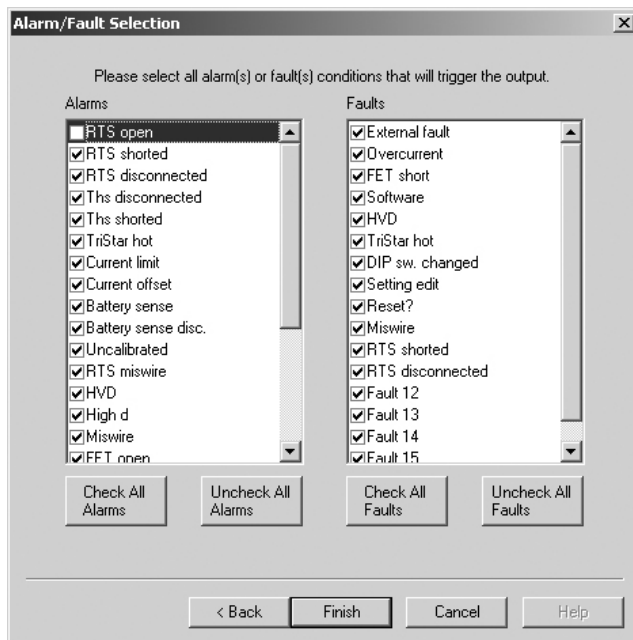 Alarm/Fault Selection
Please select all alarm(s) or fault(s) conditions that will trigger the output.
Alarms
RTS open
RTS shorted
RTS disconnected
Ths disconnected
Ths shorted
TriStar hot
Current limit
Current offset
Battery sense
Battery sense disc.
Uncalibrated
RTS miswire
HVD
High d
Miswire
FET open
Check All
Alarms
Uncheck All
Alarms
Faults
External fault
Overcurrent
FET short
Software
HVD
TriStar hot
DIP sw. changed
Setting edit
Reset?
Miswire
RTS shorted
RTS disconnected
Fault 12
Fault 13
Fault 14
Fault 15
Check All
Faults
Uncheck All
Faults
< Back
Finish
Cancel
Help